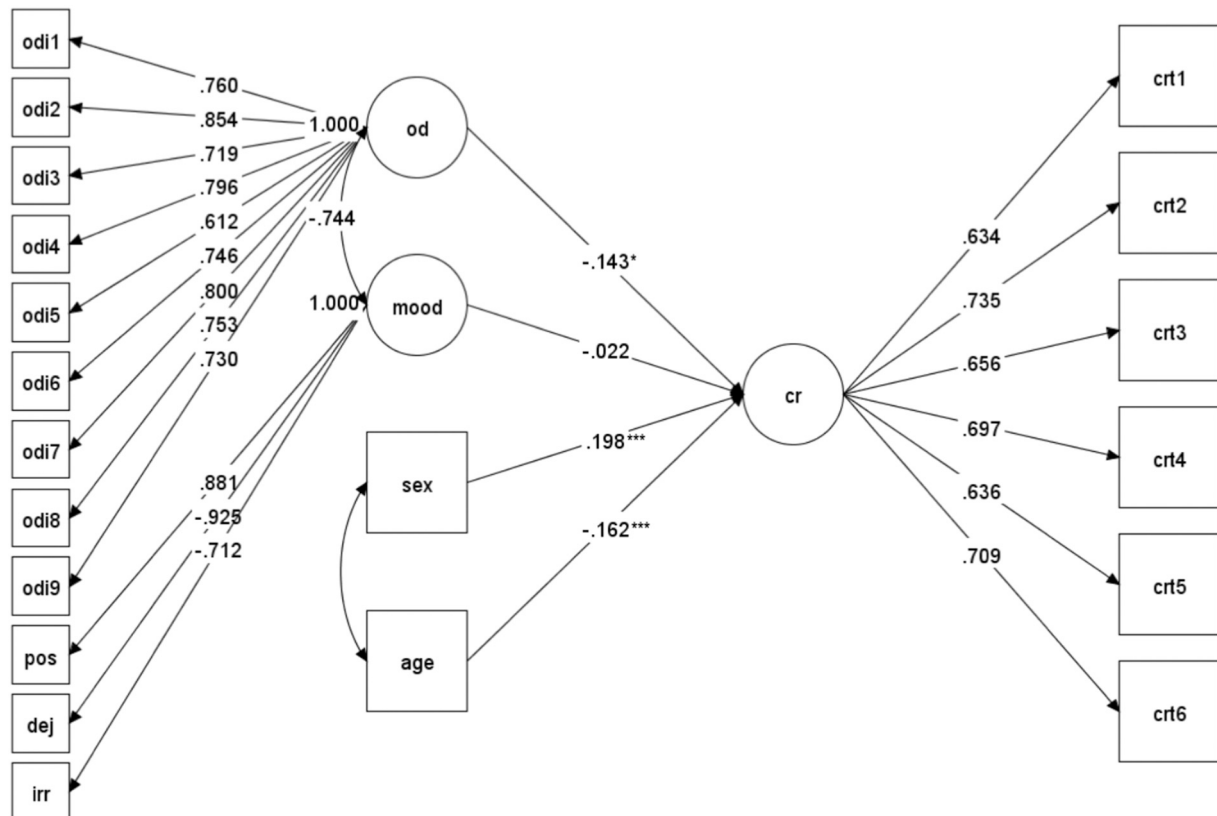 odi1
odi2
odi3
odi4
odi5
odi6
odi7
odi8
odi9
pos
dej
irr
.760
.854
.719
.796
.612
.746
.800
.753
.730
.881
-.925
-.712
1.000
od
-.744
1.000
mood
sex
age
-.143*
-.022
.198***
-.162***
cr
.634
.735
.656
.697
.636
.709
crt1
crt2
crt3
crt4
crt5
crt6